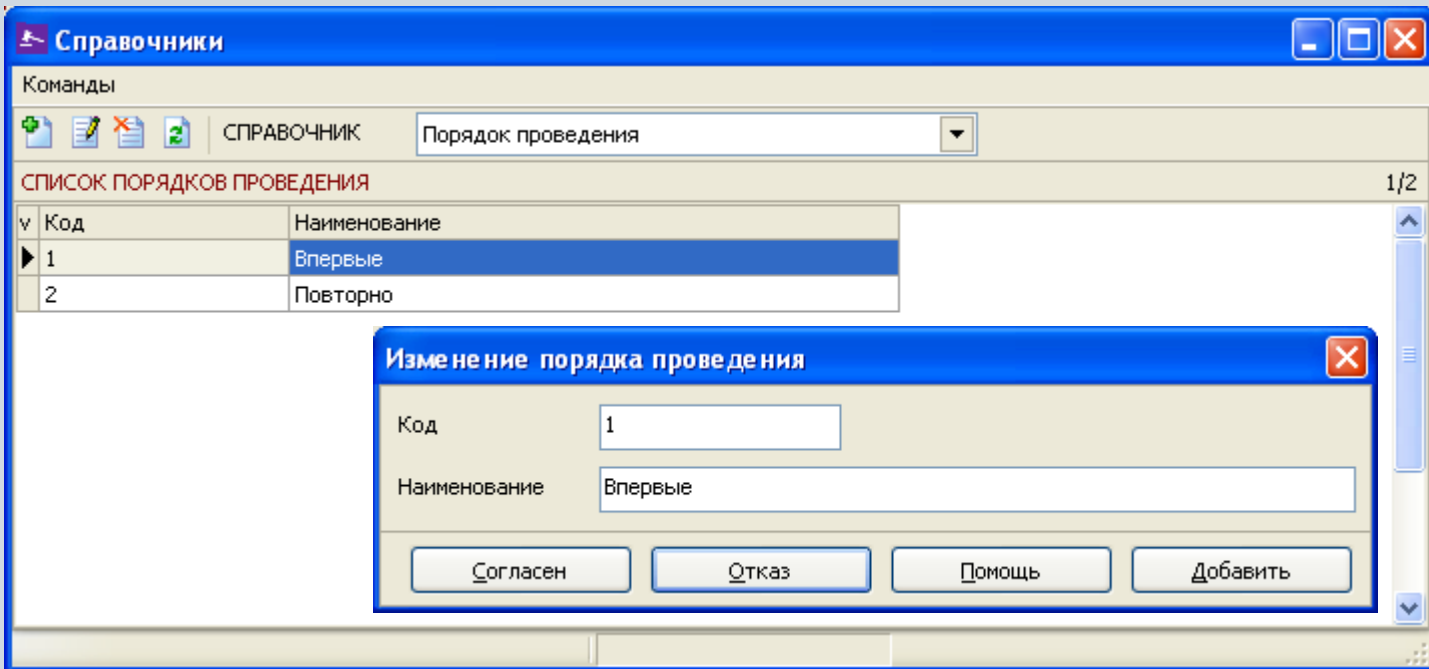 Справочники
Команды
СПРАВОЧНИК Порядок проведения
СПИСОК ПОРЯДКОВ ПРОВЕДЕНИЯ 1/2
v Код Наименование
1 Впервые
2 Повторно
Изменение порядка проведения
Код 1
Наименование Впервые
Согласен Отказ Помощь Добавить